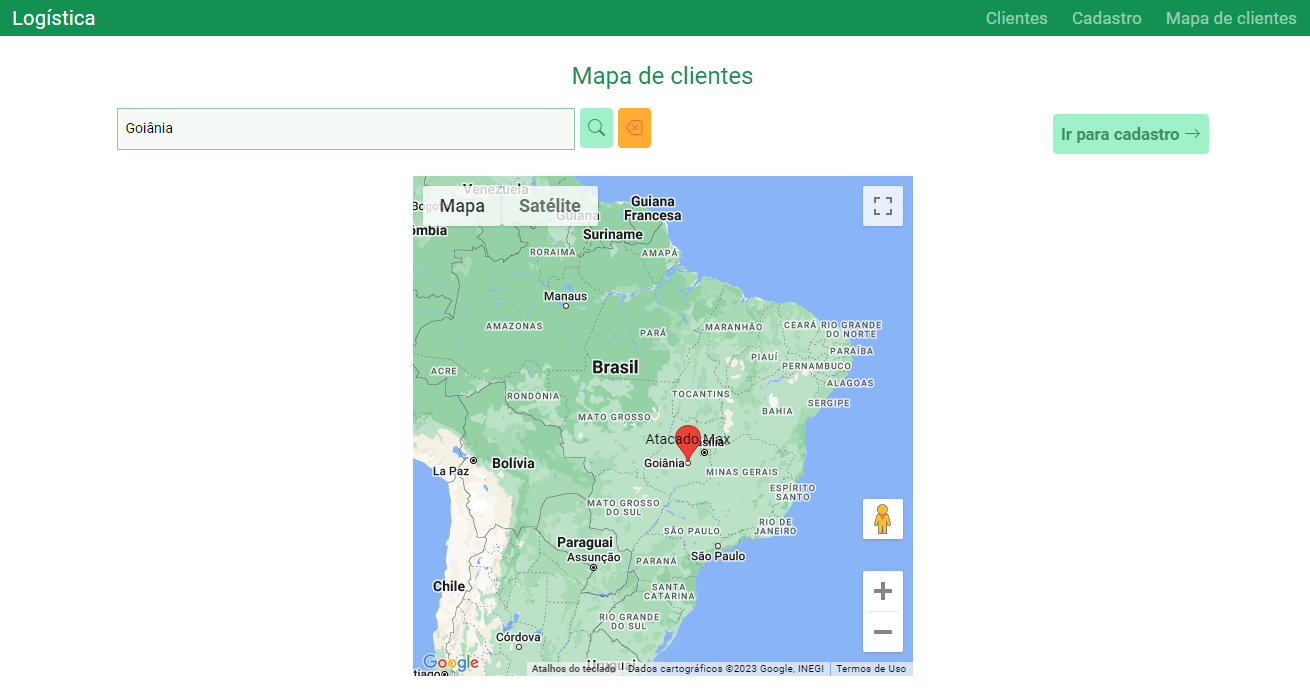 Logística
Clientes
Cadastro
Mapa de clientes
Mapa de clientes
Goiânia
Ir para cadastro
Venezuela
Mapa
Satélite
Guiana
Guiana
Francesa
Suriname
RORAIMA
AMAPÁ
Manaus
AMAZONAS
PARÁ
MARANHÃO
CEARÁ
RIO GRANDE
DO NORTE
PARAÍBA
PIAUÍ
PERNAMBUCO
Brasil
ACRE
ALAGOAS
SERGIPE
RONDÔNIA
TOCANTINS
BAHIA
MATO GROSSO
Atacado Max
Bolívia
La Paz
Goiânia
MINAS GERAIS
ESPÍRITO
SANTO
MATO GROSSO
DO SUL
RIO DE
JANEIRO
SÃO PAULO
Paraguai
Assunção
PARANÁ
São Paulo
Chile
SANTA
CATARINA
RIO GRANDE
DO SUL
Córdova
Uruguai
Google
Atalhos do teclado
Dados cartográficos ©2023 Google, INEGI
Termos de Uso